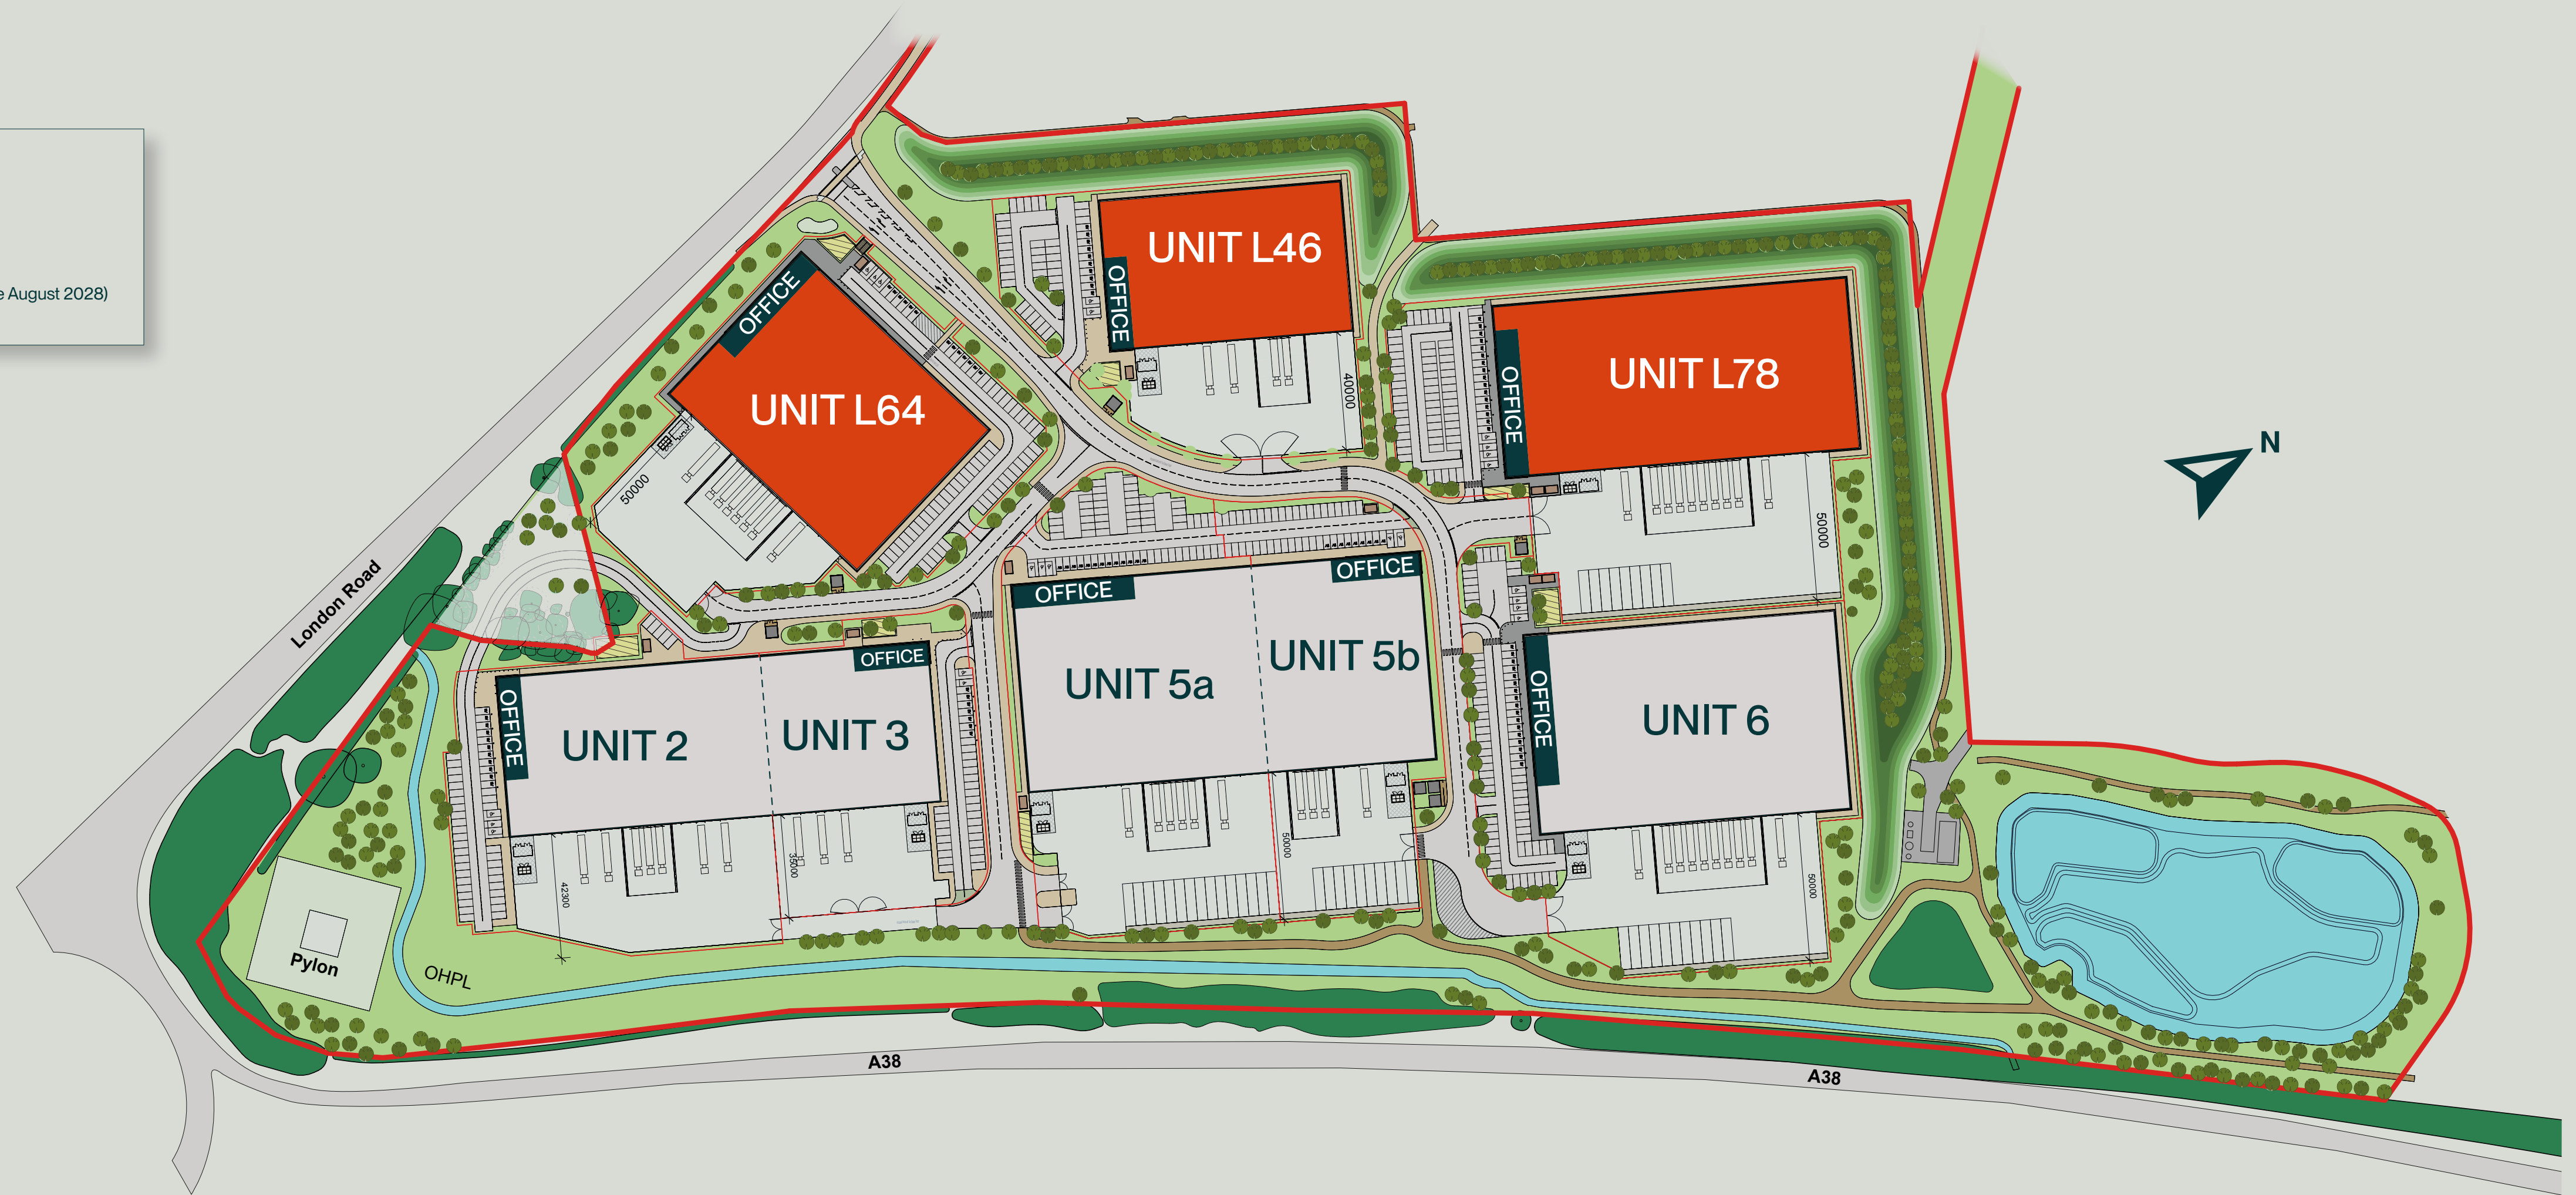 e August 2028)
London Road
Pylon
OHPL
A38
A38
N
UNIT L64
OFFICE
50000
UNIT L46
OFFICE
40000
UNIT L78
OFFICE
50000
UNIT 2
OFFICE
42300
UNIT 3
OFFICE
35000
UNIT 5a
OFFICE
UNIT 5b
OFFICE
50000
UNIT 6
OFFICE
50000